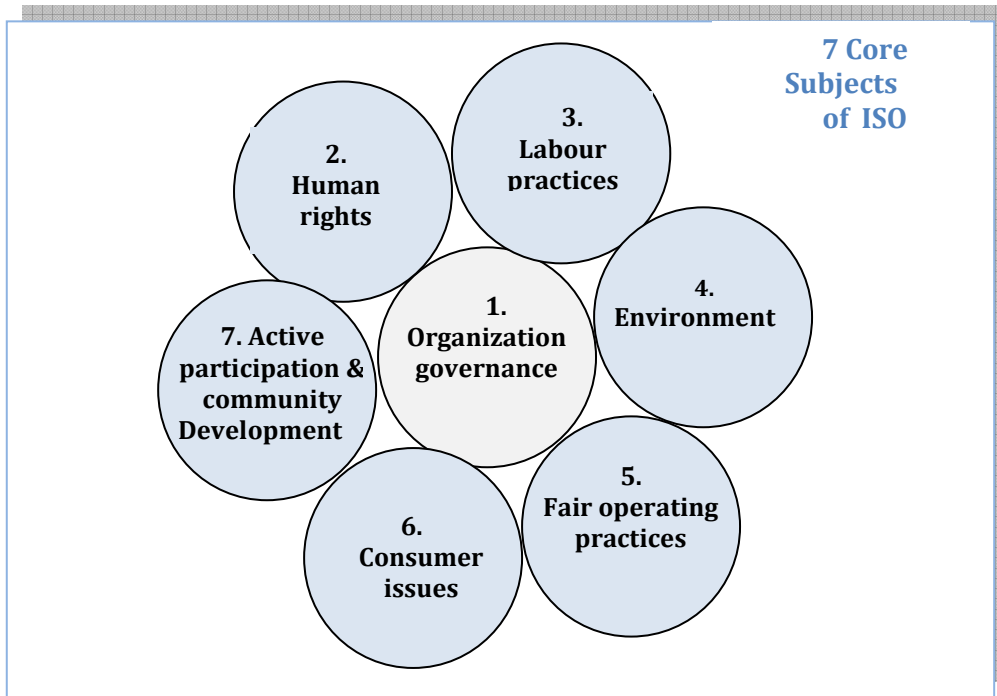 7 Core
Subjects
of ISO
1.
Organization
governance
2.
Human
rights
3.
Labour
practices
4.
Environment
5.
Fair operating
practices
6.
Consumer
issues
7. Active
participation &
community
Development